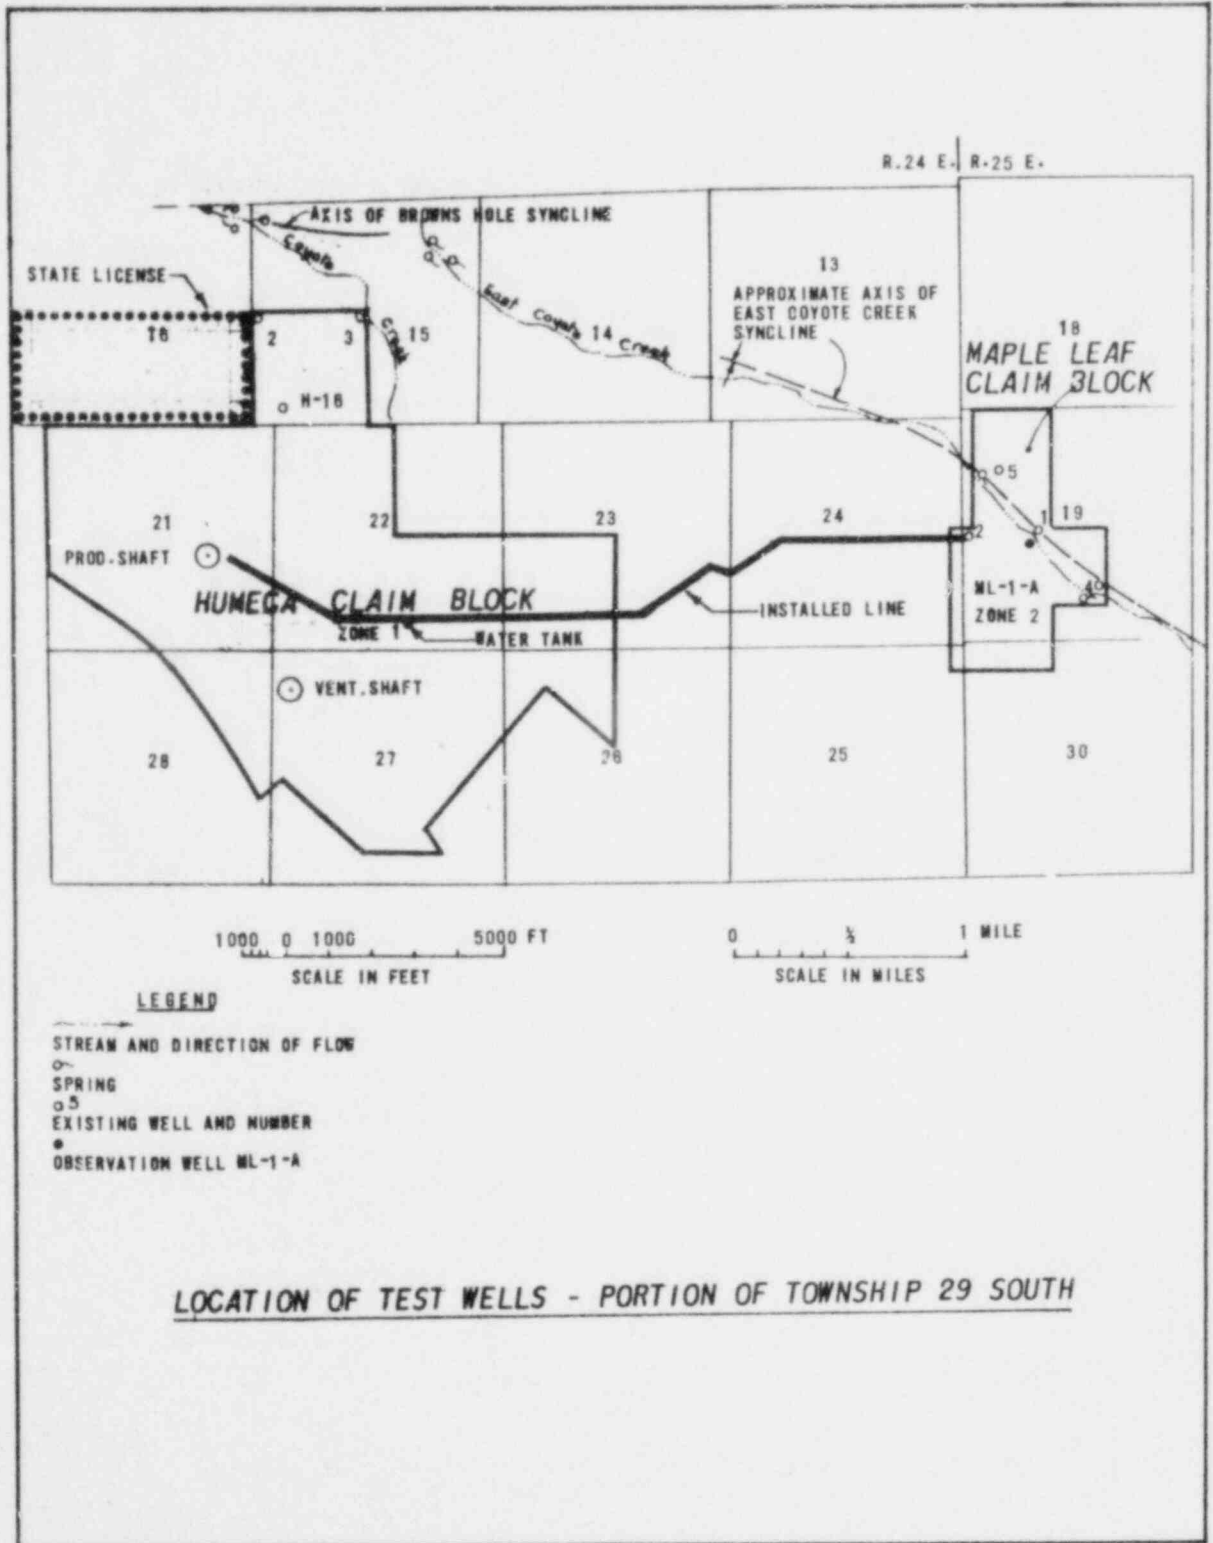 R.24 E. R.25 E.
AXIS OF BROWNS HOLE SYNCLINE
Coyote
Creek
STATE LICENSE
16
2
3
15
H-16
East Coyote Creek
14
13
APPROXIMATE AXIS OF
EAST COYOTE CREEK
SYNCLINE
18
MAPLE LEAF
CLAIM BLOCK
5
21
22
23
24
2
1
19
PROD. SHAFT
HUMECA CLAIM BLOCK
ZONE 1
WATER TANK
INSTALLED LINE
ML-1-A
ZONE 2
4
VENT. SHAFT
28
27
26
25
30
1000 0 1000 5000 FT
SCALE IN FEET
0 ½ 1 MILE
SCALE IN MILES
LEGEND
STREAM AND DIRECTION OF FLOW
SPRING
5
EXISTING WELL AND NUMBER
OBSERVATION WELL ML-1-A
LOCATION OF TEST WELLS - PORTION OF TOWNSHIP 29 SOUTH